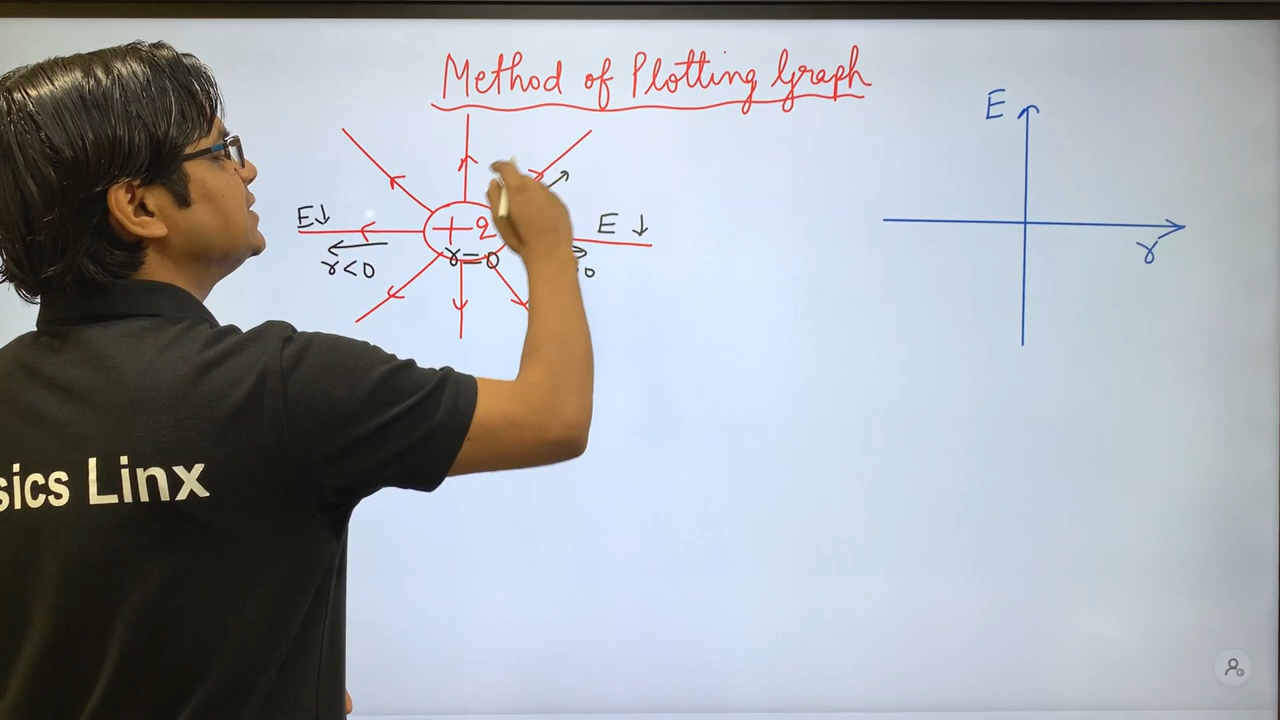 Method of Plotting Graph
E
E↓
+q
E ↓
r=0
r<0
r
sics Linx